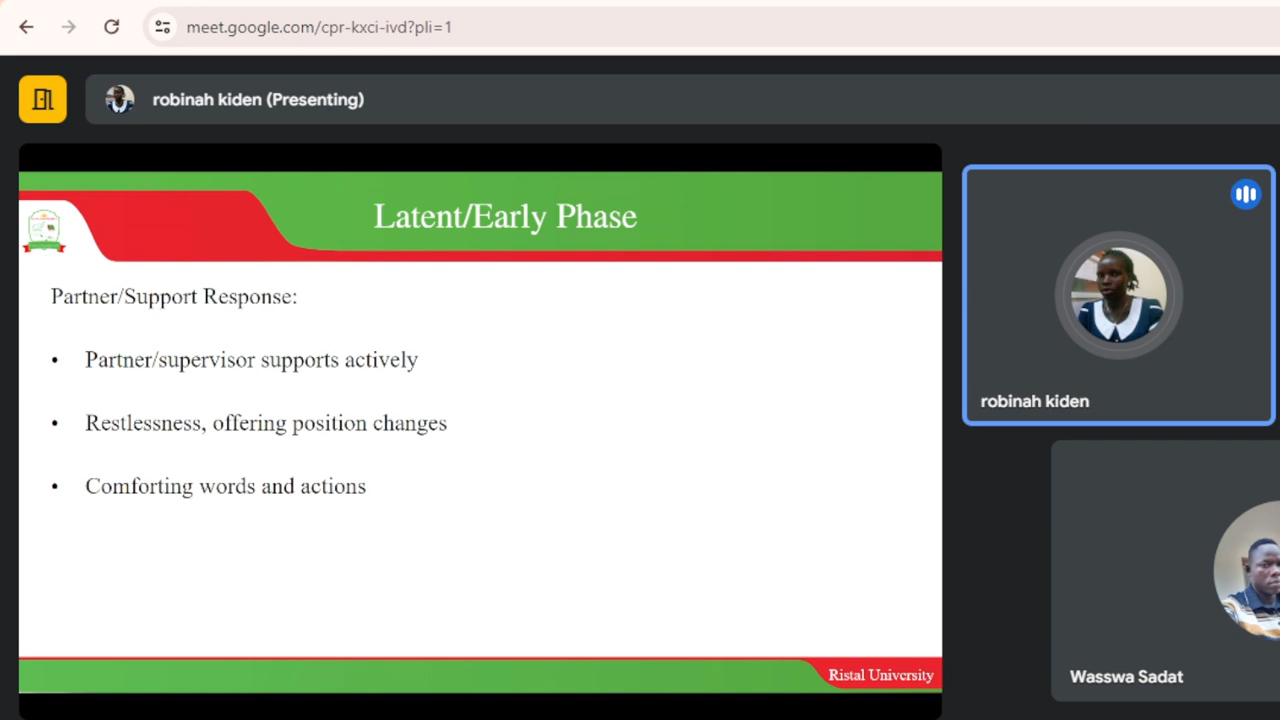 meet.google.com/cpr-kxci-ivd?pli=1
robinah kiden (Presenting)
Latent/Early Phase
Partner/Support Response:
• Partner/supervisor supports actively
• Restlessness, offering position changes
• Comforting words and actions
Ristal University
robinah kiden
Wasswa Sadat